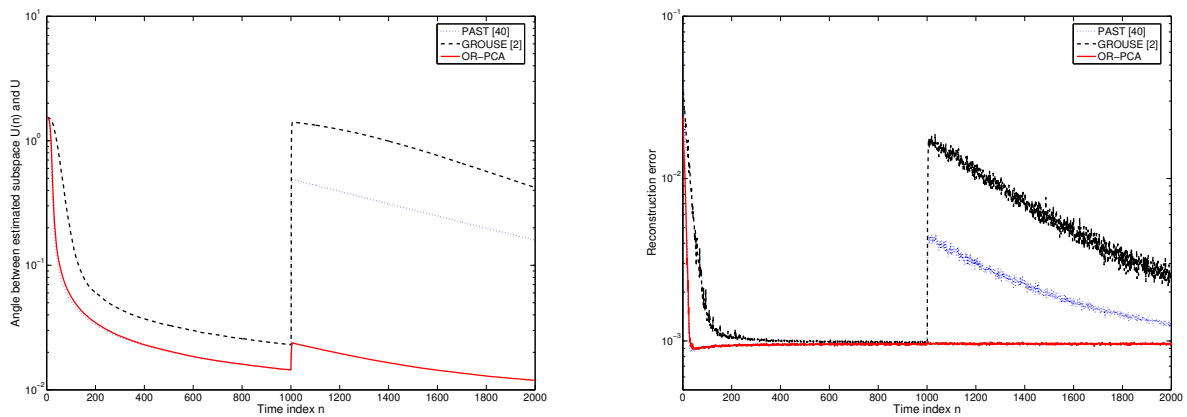 10^1
10^0
10^-1
10^-2
0 200 400 600 800 1000 1200 1400 1600 1800 2000
Time index n
Angle between estimated subspace U(n) and U
PAST [40]
GROUSE [2]
OR-PCA
10^-1
10^-2
10^-3
0 200 400 600 800 1000 1200 1400 1600 1800 2000
Time index n
Reconstruction error
PAST [40]
GROUSE [2]
OR-PCA